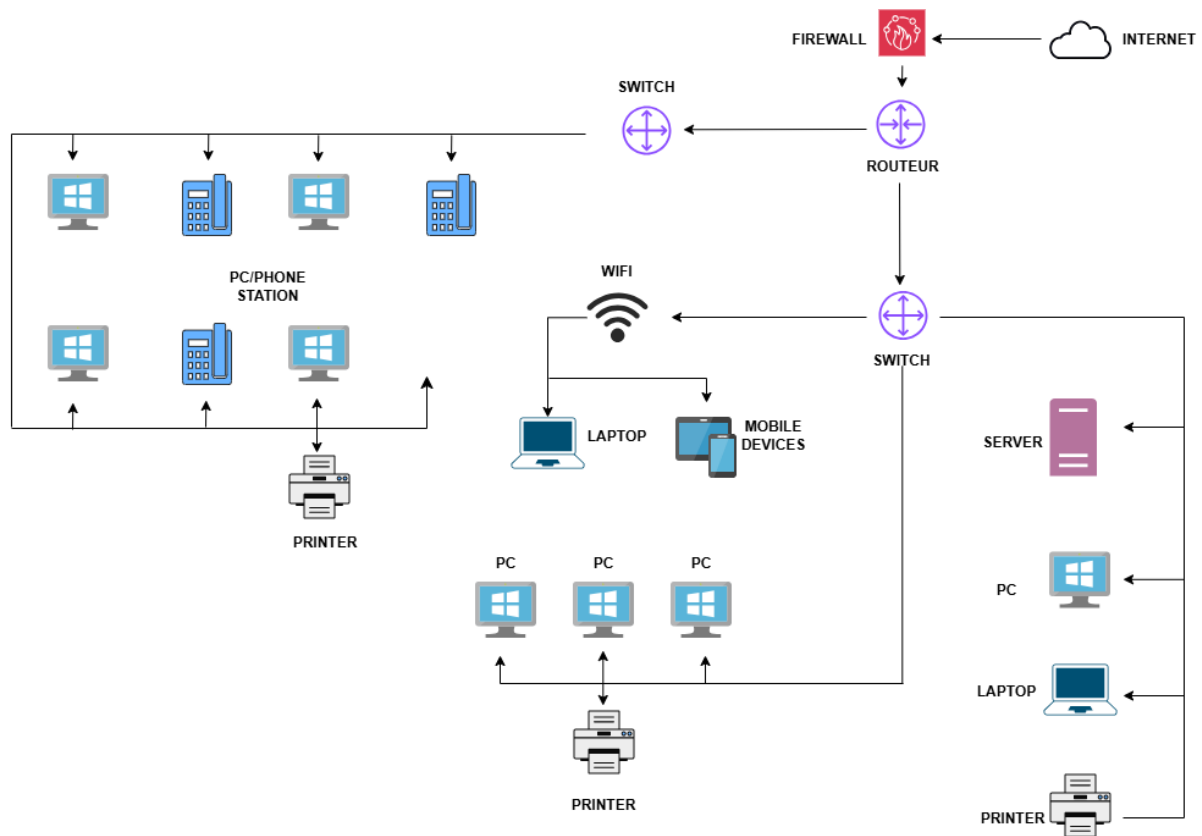 FIREWALL
INTERNET
SWITCH
ROUTEUR
PC/PHONE
STATION
WIFI
SWITCH
LAPTOP
MOBILE
DEVICES
SERVER
PRINTER
PC
PC
PC
PC
LAPTOP
PRINTER
PRINTER